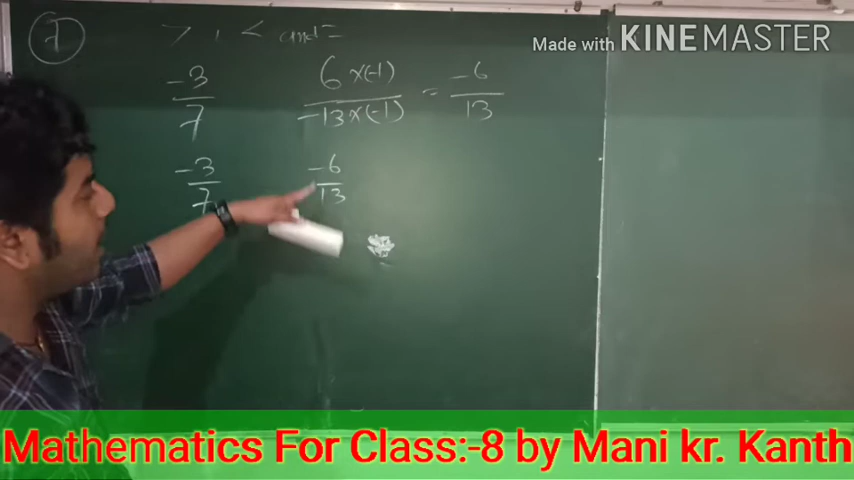 Made with KINEMASTER
① > , < and =
-3/7 6×(-1)/-13×(-1) = -6/13
-3/7 -6/13
Mathematics For Class:-8 by Mani kr. Kanth